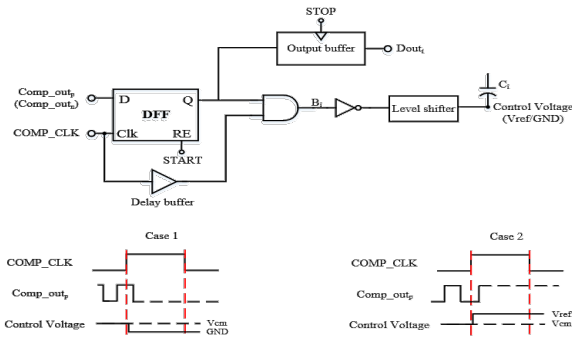 STOP
Output buffer
Dout_i
Comp_out_p
(Comp_out_n)
D
Q
DFF
COMP_CLK
Clk
RE
START
Delay buffer
B_i
Level shifter
C_i
Control Voltage
(Vref/GND)
Case 1
COMP_CLK
Comp_out_p
Control Voltage
Vcm
GND
Case 2
COMP_CLK
Comp_out_p
Control Voltage
Vref
Vcm